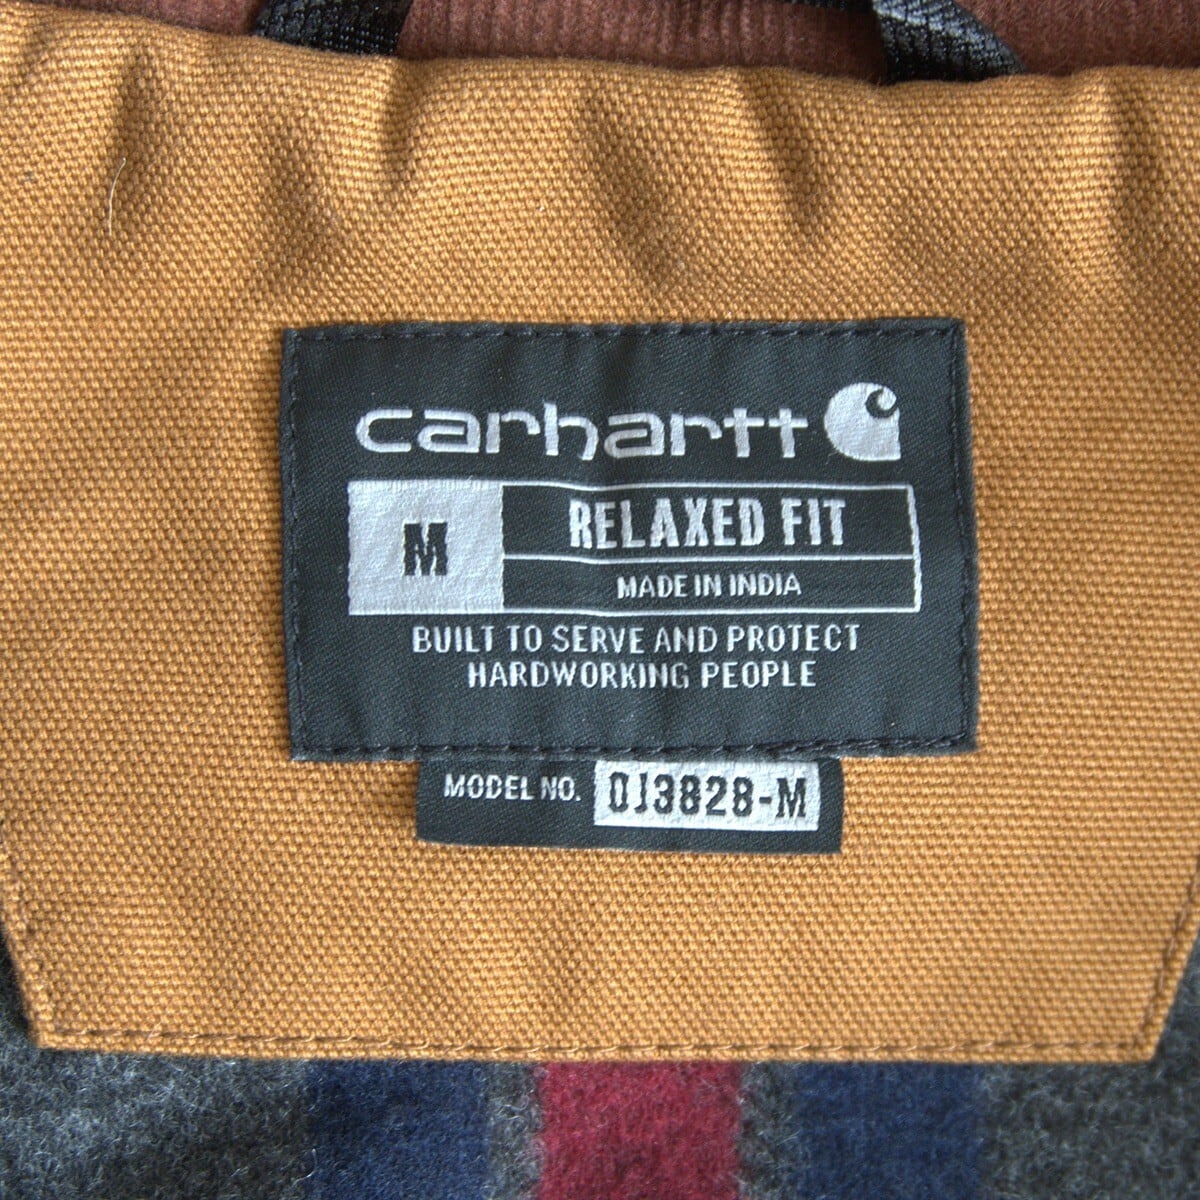 carhartt
M
RELAXED FIT
MADE IN INDIA
BUILT TO SERVE AND PROTECT
HARDWORKING PEOPLE
MODEL NO. OJ3828-M